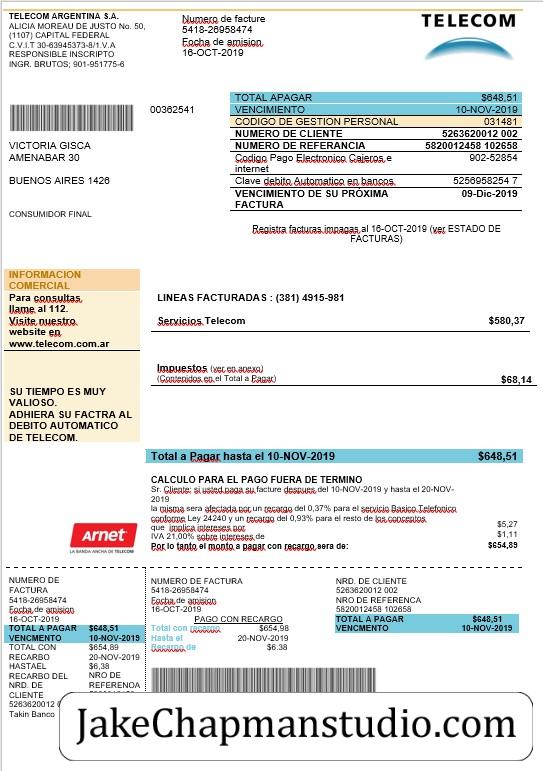 TELECOM ARGENTINA S.A.
ALICIA MOREAU DE JUSTO No. 50,
(1107) CAPITAL FEDERAL
C.V.I.T 30-63945373-8/1.V.A
RESPONSIBLE INSCRIPTO
INGR. BRUTOS; 901-951775-6
Numero de facture
5418-26958474
Focha de amision
16-OCT-2019
TELECOM
00362541
TOTAL APAGAR $648,51
VENCIMIENTO 10-NOV-2019
CODIGO DE GESTION PERSONAL 031481
NUMERO DE CLIENTE 5263620012 002
NUMERO DE REFERANCIA 5820012458 102658
Codigo Pago Electronico Cajeros e internet 902-52854
Clave debito Automatico en bancos. 5256958254 7
VENCIMIENTO DE SU PRÓXIMA FACTURA 09-Dic-2019
VICTORIA GISCA
AMENABAR 30
BUENOS AIRES 1426
CONSUMIDOR FINAL
Registra facturas impagas al 16-OCT-2019 (ver ESTADO DE
FACTURAS)
INFORMACION
COMERCIAL
Para consultas
llame al 112.
Visite nuestro
website en
www.telecom.com.ar
LINEAS FACTURADAS : (381) 4915-981
Servicios Telecom $580,37
Impuestos (ver en anexo)
(Contenidos en el Total a Pagar) $68,14
SU TIEMPO ES MUY
VALIOSO.
ADHIERA SU FACTRA AL
DEBITO AUTOMATICO
DE TELECOM.
Total a Pagar hasta el 10-NOV-2019 $648,51
CALCULO PARA EL PAGO FUERA DE TERMINO
Sr. Cliente: si usted paga su facture despues del 10-NOV-2019 y hasta el 20-NOV-
2019
la misma sera afectada por un recargo del 0,37% para el servicio Basico Telefonico
conforme Ley 24240 y un recargo del 0,93% para el resto de los conceptos
que implica intereses por $5,27
IVA 21,00% sobre intereses de $1,11
Por lo tanto el monto a pagar con recargo sera de: $654,89
arnet
LA BANDA ANCHA DE TELECOM
NUMERO DE
FACTURA
5418-26958474
Focha de amision
16-OCT-2019
TOTAL A PAGAR $648,51
VENCMIENTO 10-NOV-2019
TOTAL CON $654,89
RECARBO 20-NOV-2019
HASTAEL $6,38
RECARBO DEL NRO DE
NRD. DE REFERENCIA
CLIENTE
5263620012
Takin Banco
NUMERO DE FACTURA
5418-26958474
Focha de amision
16-OCT-2019
PAGO CON RECARGO
Total con recargo $654,98
Hasta el 20-NOV-2019
Recargo de $6.38
NRD. DE CLIENTE
5263620012 002
NRO DE REFERENCIA
5820012458 102658
TOTAL A PAGAR $648,51
VENCMIENTO 10-NOV-2019
JakeChapmanstudio.com